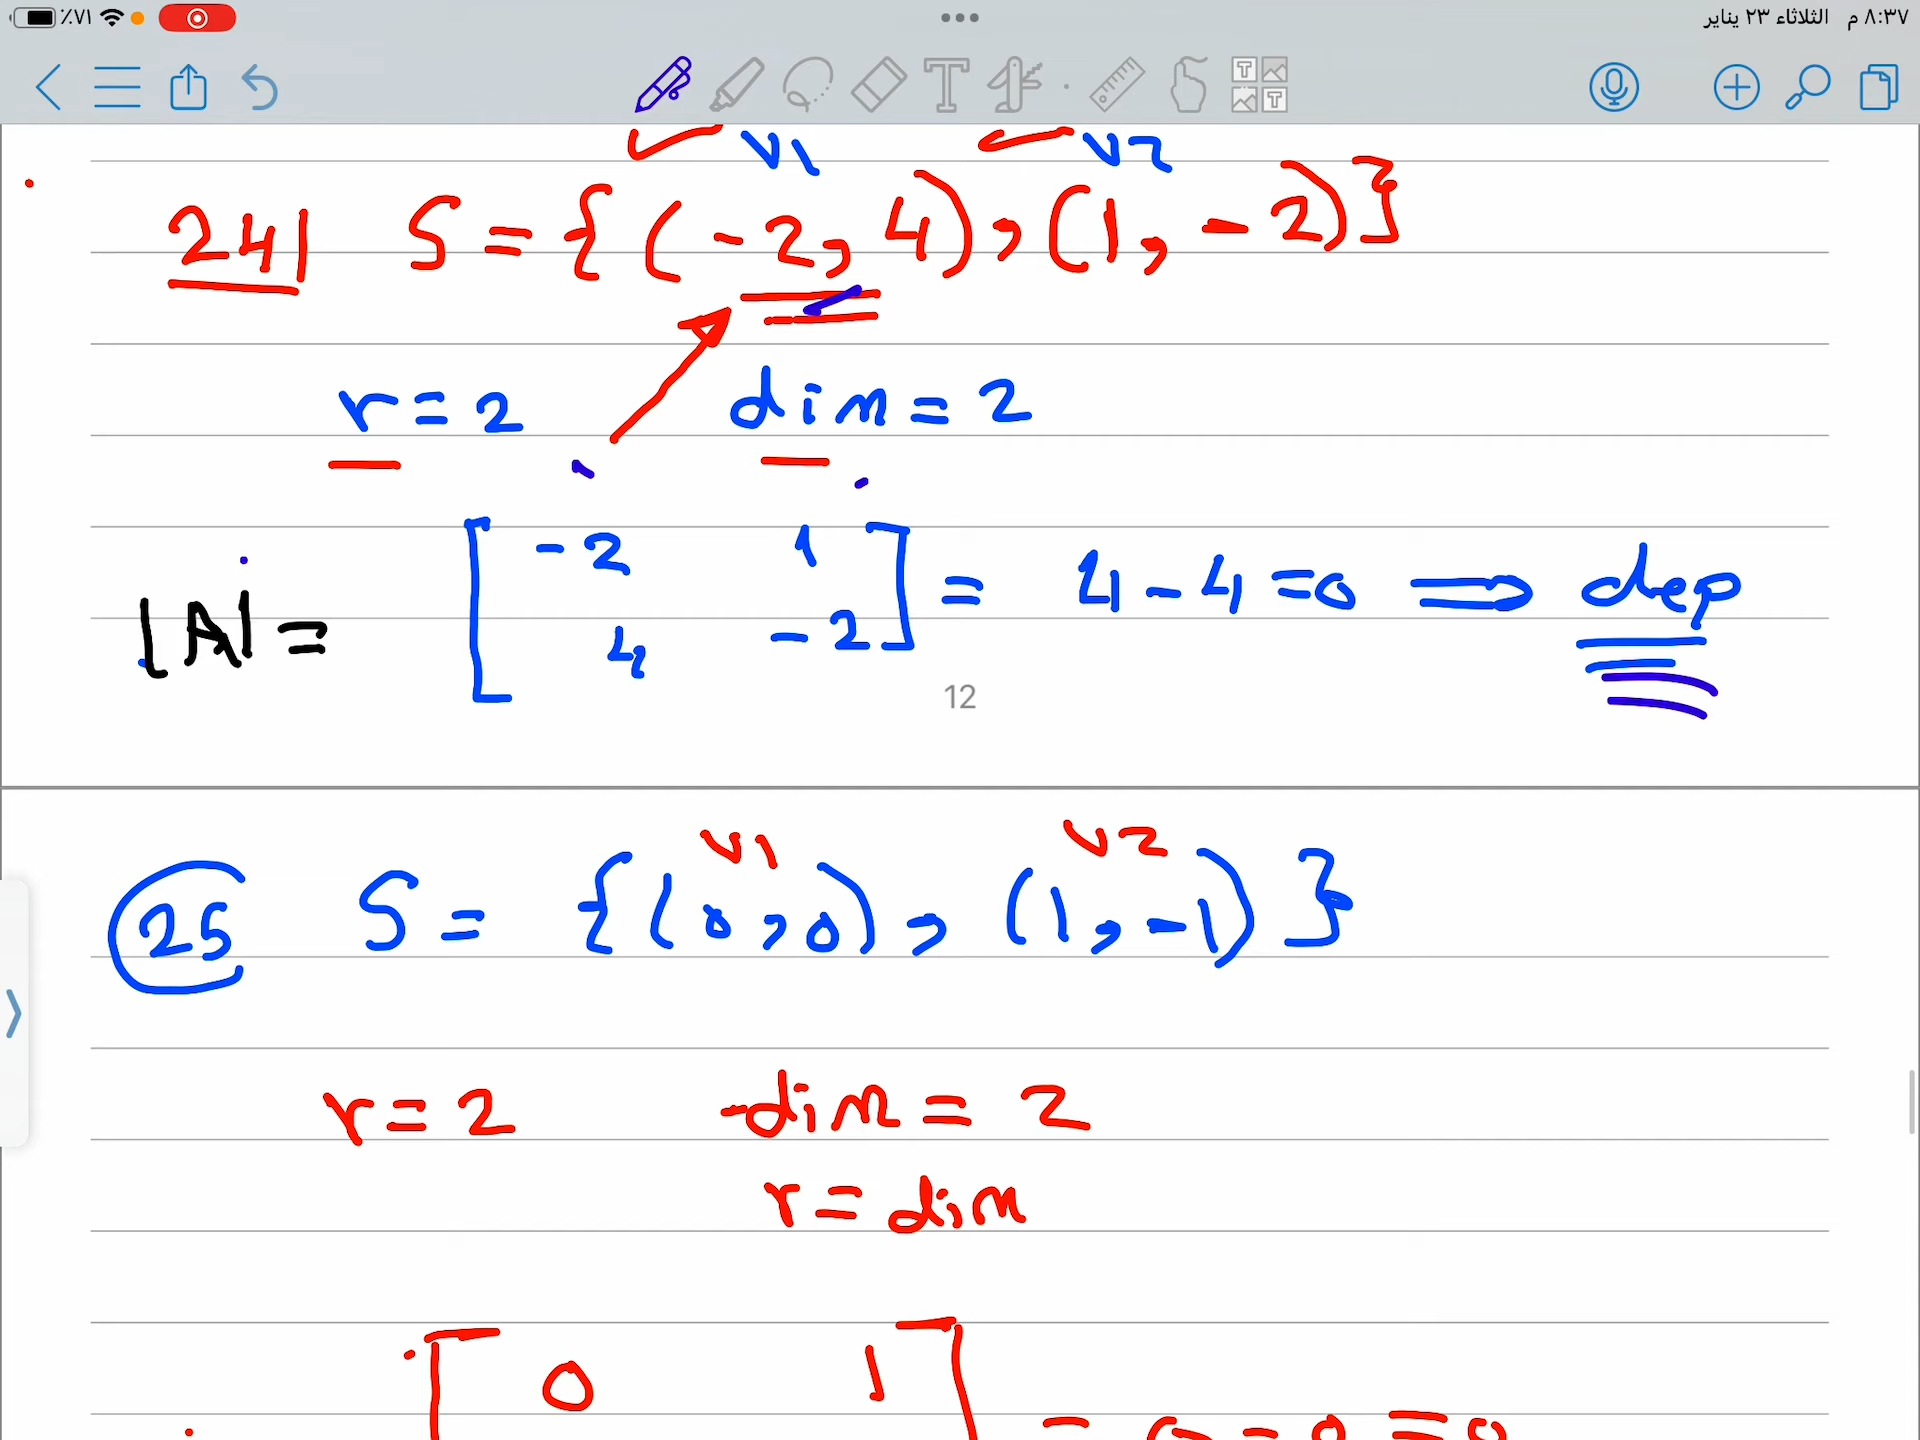 ٪٧١ ٨:٣٧ م الثلاثاء ٢٣ يناير
v1 v2
24| S = {(-2, 4), (1, -2)}
r = 2 dim = 2
|A| = [ -2 1
4 -2 ] = 4 - 4 = 0 ⟹ dep
12
v1 v2
25 S = {(0, 0), (1, -1)}
r = 2 dim = 2
r = dim
[ 0 1 ]